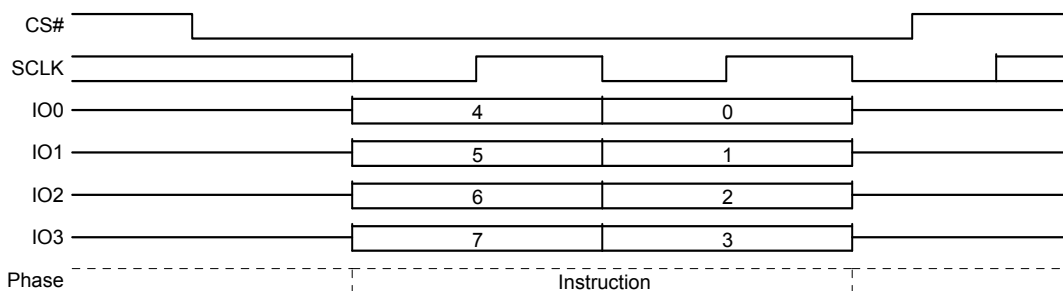 CS#
SCLK
IO0 4 0
IO1 5 1
IO2 6 2
IO3 7 3
Phase Instruction